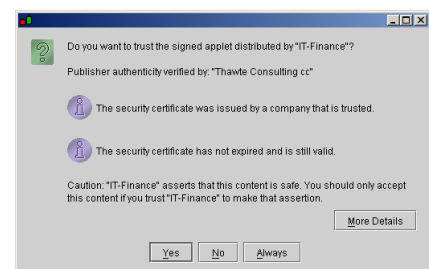 Do you want to trust the signed applet distributed by "IT-Finance"?
Publisher authenticity verified by: "Thawte Consulting cc"
The security certificate was issued by a company that is trusted.
The security certificate has not expired and is still valid.
Caution: "IT-Finance" asserts that this content is safe. You should only accept
this content if you trust "IT-Finance" to make that assertion.
More Details
Yes No Always